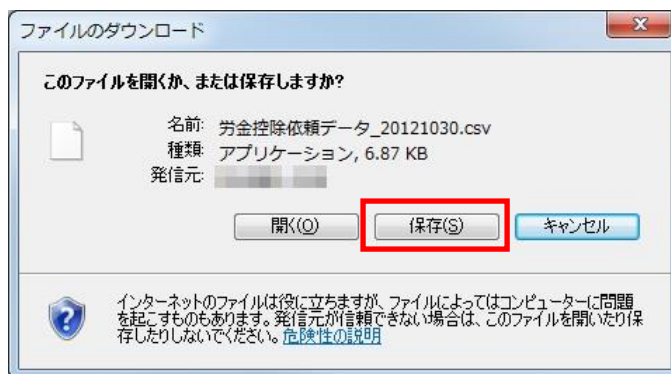 ファイルのダウンロード
このファイルを開くか、または保存しますか?
名前: 労金控除依頼データ_20121030.csv
種類: アプリケーション, 6.87 KB
発信元:
開く(O) 保存(S) キャンセル
インターネットのファイルは役に立ちますが、ファイルによってはコンピューターに問題
を起こすものもあります。発信元が信頼できない場合は、このファイルを開いたり保
存したりしないでください。危険性の説明